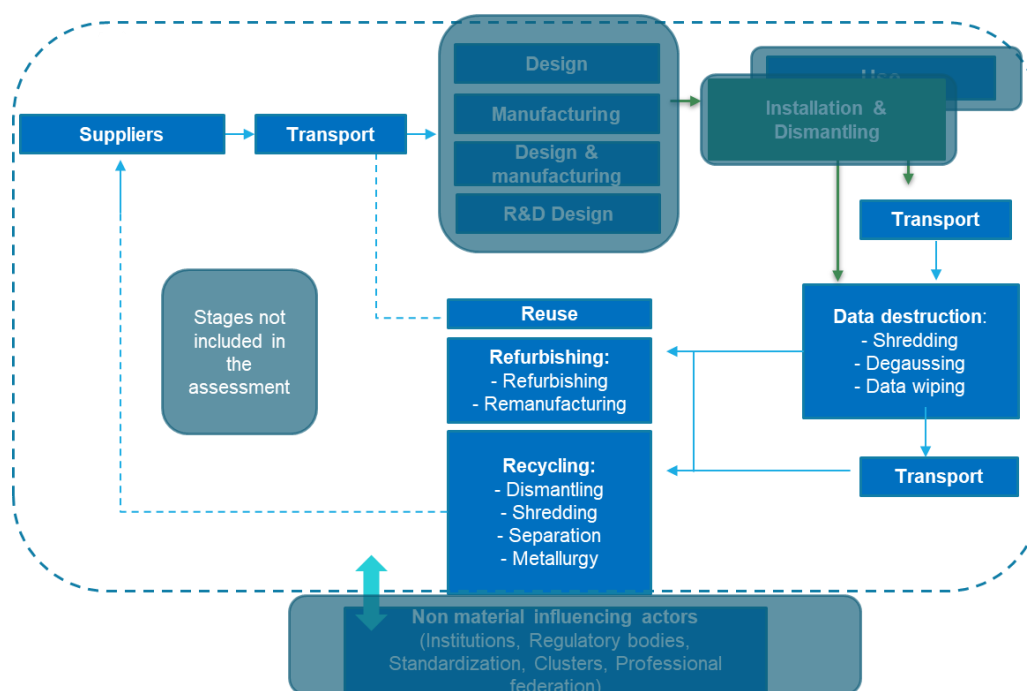 Design
Use
Manufacturing
Installation &
Dismantling
Suppliers
Transport
Design &
manufacturing
R&D Design
Transport
Stages not
included in
the
assessment
Reuse
Data destruction:
- Shredding
- Degaussing
- Data wiping
Refurbishing:
- Refurbishing
- Remanufacturing
Recycling:
- Dismantling
- Shredding
- Separation
- Metallurgy
Transport
Non material influencing actors
(Institutions, Regulatory bodies,
Standardization, Clusters, Professional
federation)